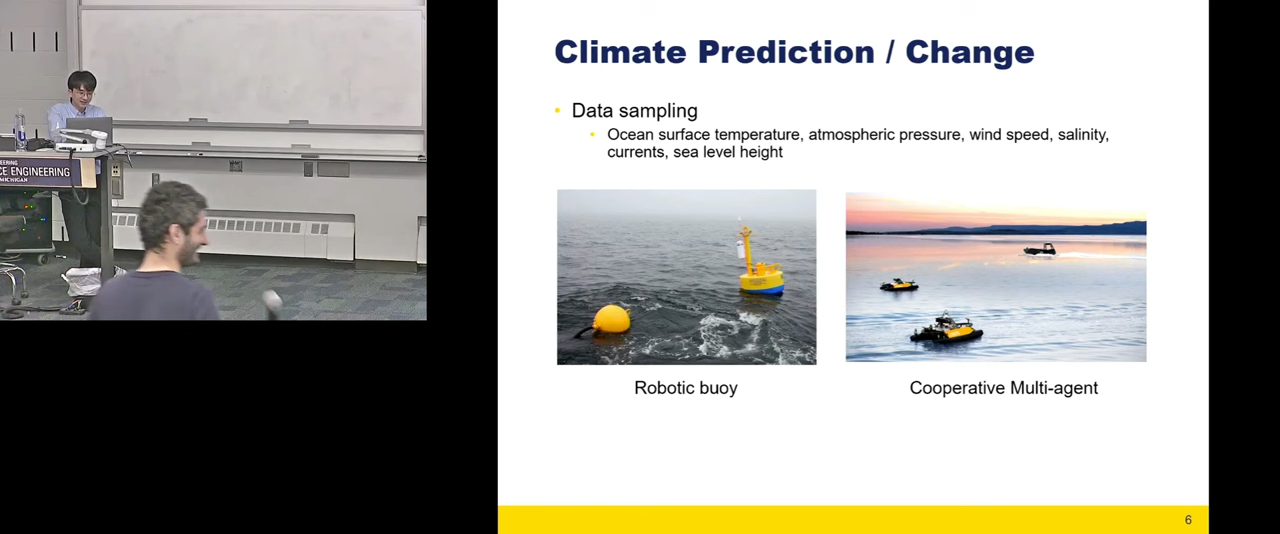 Climate Prediction / Change
Data sampling
Ocean surface temperature, atmospheric pressure, wind speed, salinity,
currents, sea level height
Robotic buoy
Cooperative Multi-agent
6
CE ENGINEERING
MICHIGAN